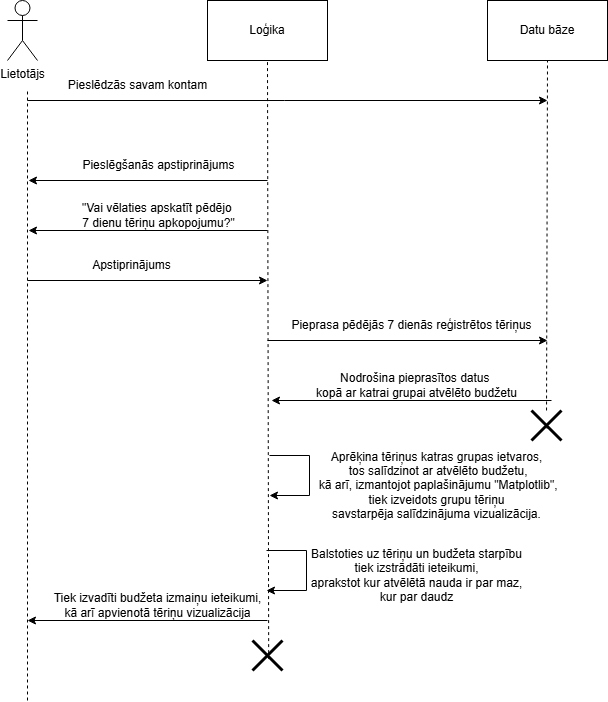 Loģika
Datu bāze
Lietotājs
Pieslēdzās savam kontam
Pieslēgšanās apstiprinājums
"Vai vēlaties apskatīt pēdējo
7 dienu tēriņu apkopojumu?"
Apstiprinājums
Pieprasa pēdējās 7 dienās reģistrētos tēriņus
Nodrošina pieprasītos datus
kopā ar katrai grupai atvēlēto budžetu
Aprēķina tēriņus katras grupas ietvaros,
tos salīdzinot ar atvēlēto budžetu,
kā arī, izmantojot paplašinājumu "Matplotlib",
tiek izveidots grupu tēriņu
savstarpēja salīdzinājuma vizualizācija.
Balstoties uz tēriņu un budžeta starpību
tiek izstrādāti ieteikumi,
aprakstot kur atvēlētā nauda ir par maz,
kur par daudz
Tiek izvadīti budžeta izmaiņu ieteikumi,
kā arī apvienotā tēriņu vizualizācija